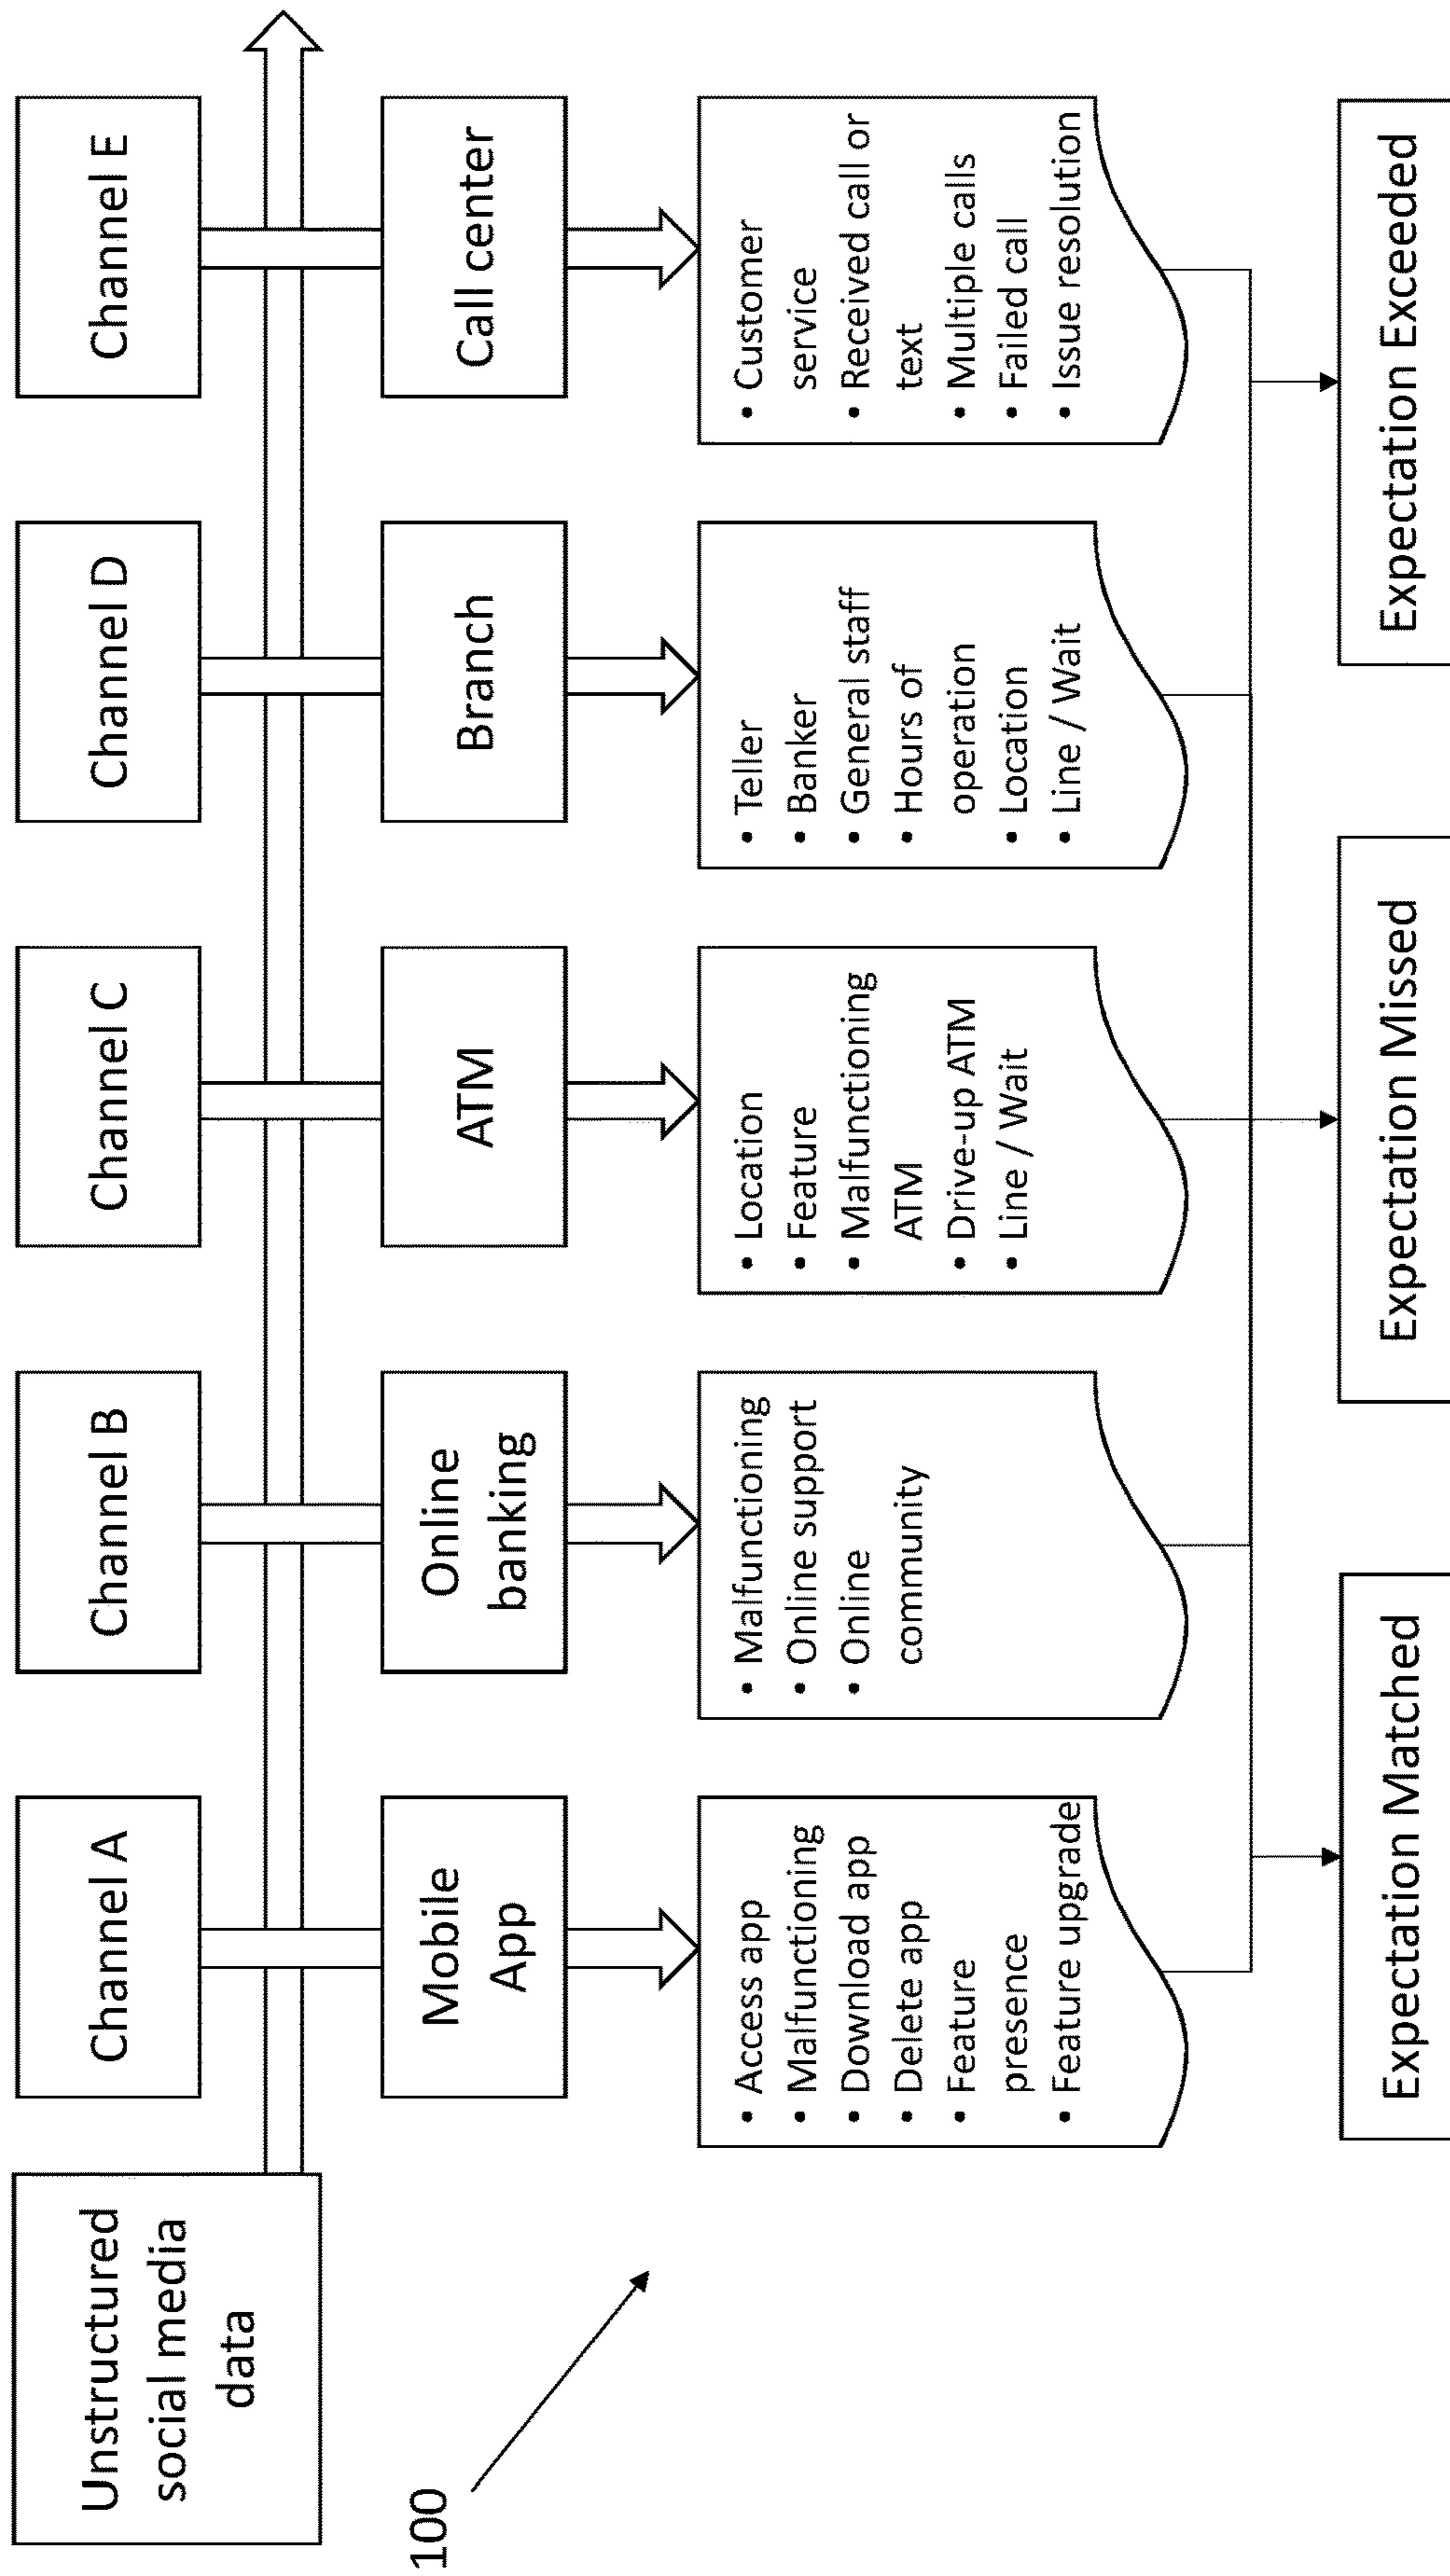 Unstructured
social media
data
Channel A
Channel B
Channel C
Channel D
Channel E
100
Mobile
App
Online
banking
ATM
Branch
Call center
• Access app
• Malfunctioning
• Download app
• Delete app
• Feature
presence
• Feature upgrade
• Malfunctioning
• Online support
• Online
community
• Location
• Feature
• Malfunctioning
ATM
• Drive-up ATM
• Line / Wait
• Teller
• Banker
• General staff
• Hours of
operation
• Location
• Line / Wait
• Customer
service
• Received call or
text
• Multiple calls
• Failed call
• Issue resolution
Expectation Matched
Expectation Missed
Expectation Exceeded